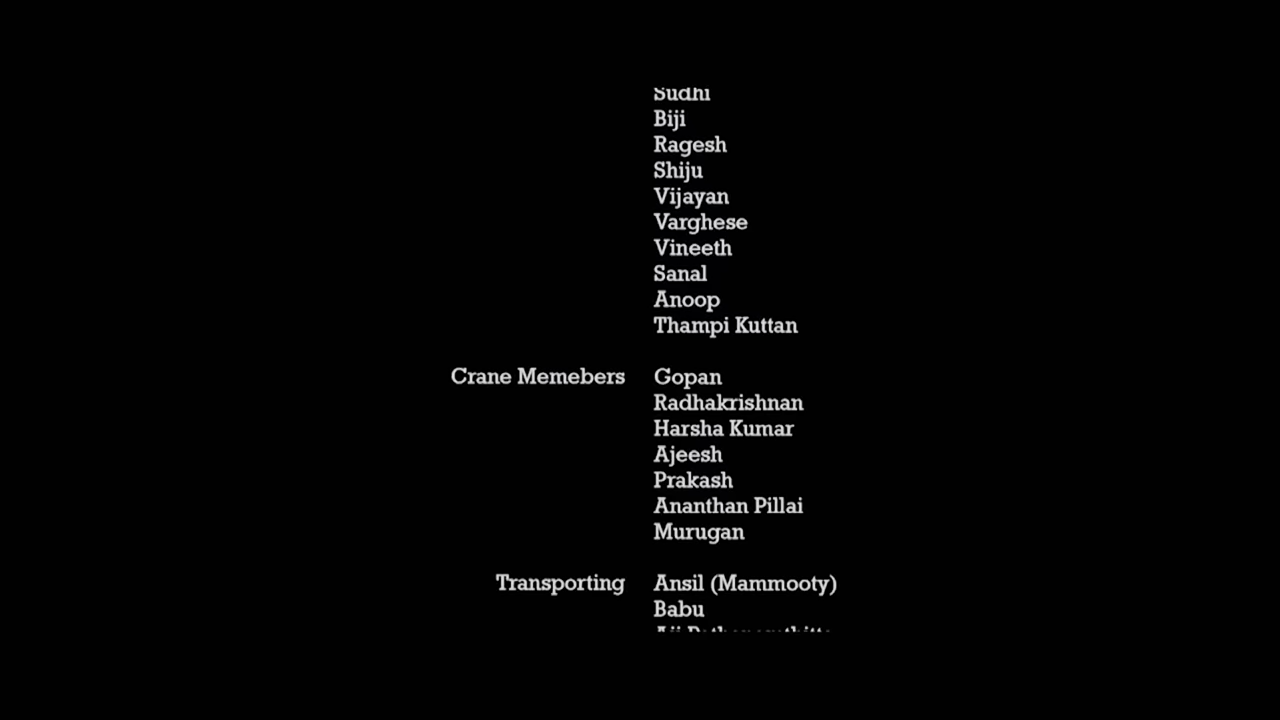 Sudhi
Biji
Ragesh
Shiju
Vijayan
Varghese
Vineeth
Sanal
Anoop
Thampi Kuttan
Crane Memebers Gopan
Radhakrishnan
Harsha Kumar
Ajeesh
Prakash
Ananthan Pillai
Murugan
Transporting Ansil (Mammooty)
Babu